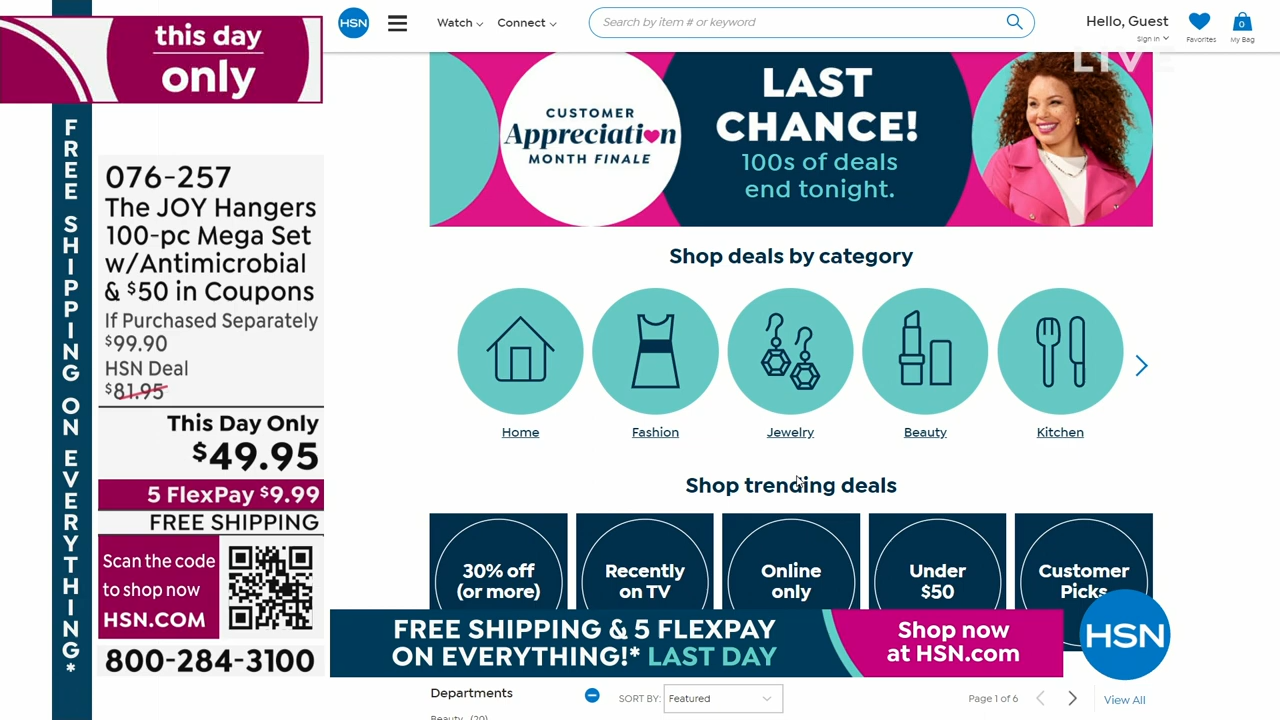 this day
only
FREE SHIPPING ON EVERYTHING!*
076-257
The JOY Hangers
100-pc Mega Set
w/Antimicrobial
& $50 in Coupons
If Purchased Separately
$99.90
HSN Deal
$81.95
This Day Only
$49.95
5 FlexPay $9.99
FREE SHIPPING
Scan the code
to shop now
HSN.COM
800-284-3100
HSN
Watch
Connect
Search by item # or keyword
Hello, Guest
Sign in
Favorites
0
My Bag
LIVE
CUSTOMER
Appreciation
MONTH FINALE
LAST
CHANCE!
100s of deals
end tonight.
Shop deals by category
Home
Fashion
Jewelry
Beauty
Kitchen
Shop trending deals
30% off
(or more)
Recently
on TV
Online
only
Under
$50
Customer
Picks
FREE SHIPPING & 5 FLEXPAY
ON EVERYTHING!* LAST DAY
Shop now
at HSN.com
HSN
Departments
SORT BY:
Featured
Page 1 of 6
View All
Beauty (20)